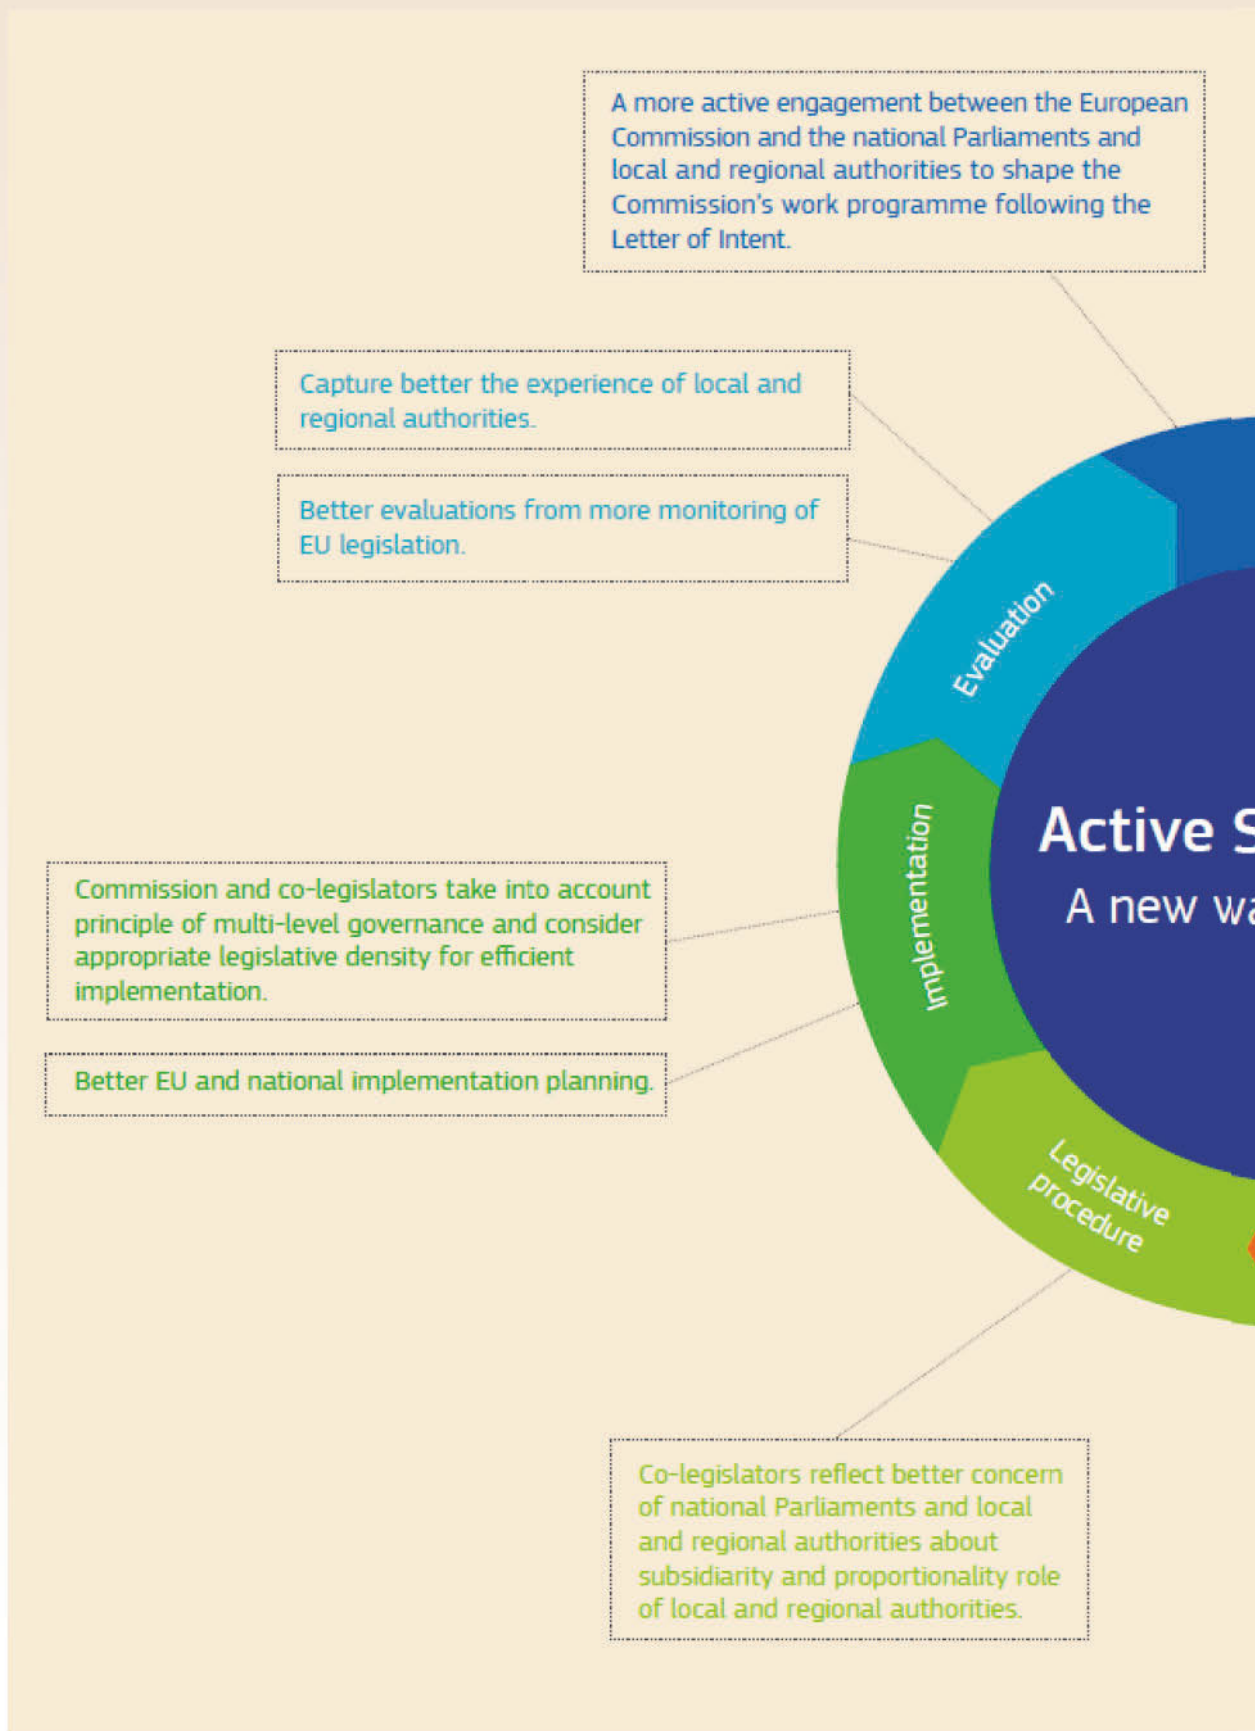 A more active engagement between the European
Commission and the national Parliaments and
local and regional authorities to shape the
Commission's work programme following the
Letter of Intent.
Capture better the experience of local and
regional authorities.
Better evaluations from more monitoring of
EU legislation.
Evaluation
Implementation
Active S
A new wa
Commission and co-legislators take into account
principle of multi-level governance and consider
appropriate legislative density for efficient
implementation.
Better EU and national implementation planning.
Legislative
procedure
Co-legislators reflect better concern
of national Parliaments and local
and regional authorities about
subsidiarity and proportionality role
of local and regional authorities.